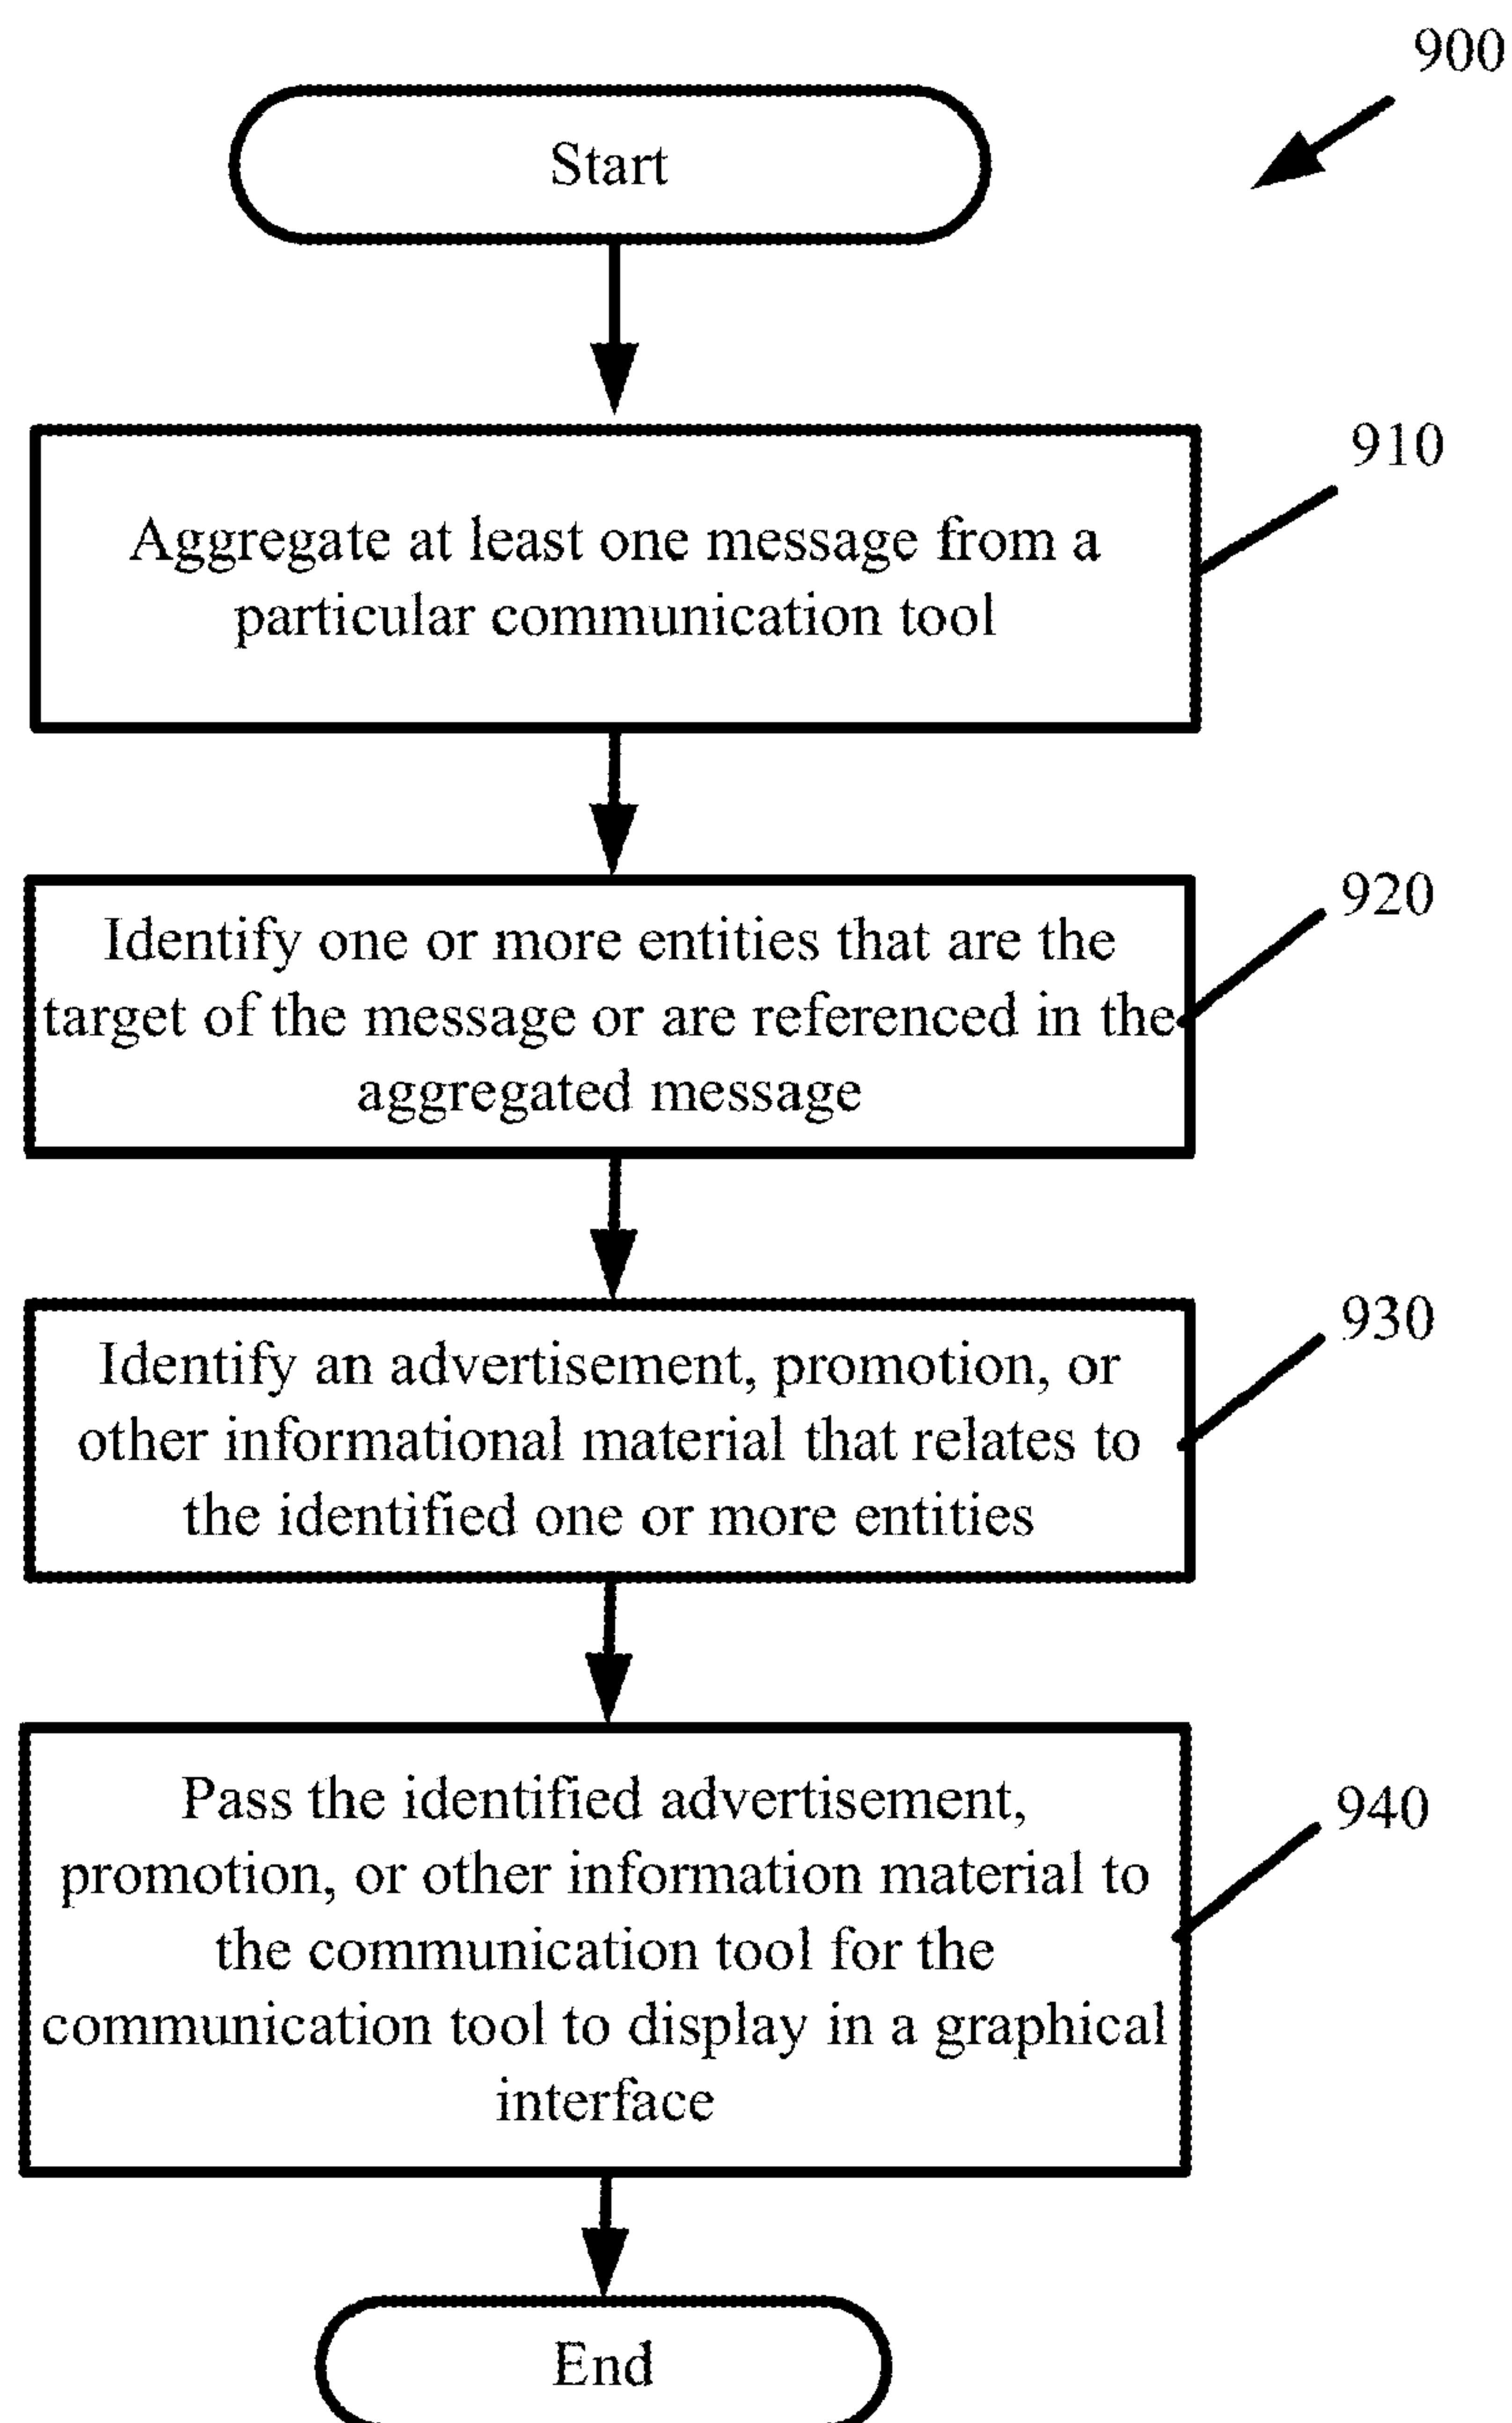 900
Start
910
Aggregate at least one message from a
particular communication tool
920
Identify one or more entities that are the
target of the message or are referenced in the
aggregated message
930
Identify an advertisement, promotion, or
other informational material that relates to
the identified one or more entities
940
Pass the identified advertisement,
promotion, or other information material to
the communication tool for the
communication tool to display in a graphical
interface
End